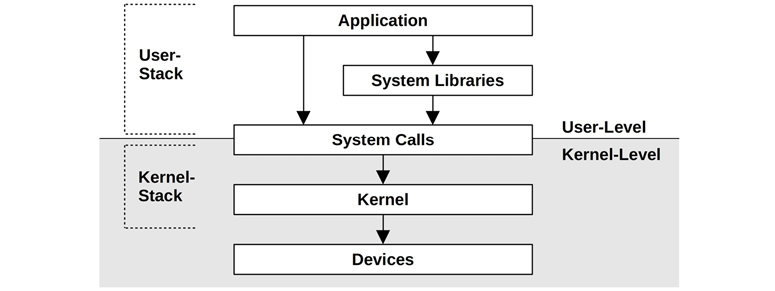 Application
User-
Stack
System Libraries
User-Level
System Calls
Kernel-Level
Kernel-
Stack
Kernel
Devices